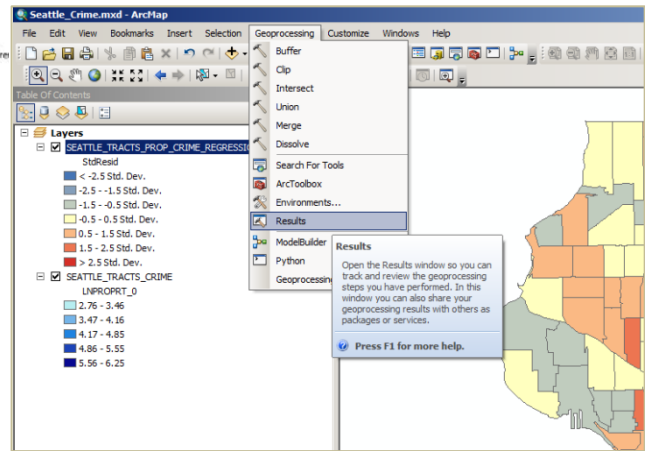 Seattle_Crime.mxd - ArcMap
File Edit View Bookmarks Insert Selection Geoprocessing Customize Windows Help
Table Of Contents
Layers
SEATTLE_TRACTS_PROP_CRIME_REGRESSIO
StdResid
< -2.5 Std. Dev.
-2.5 - -1.5 Std. Dev.
-1.5 - -0.5 Std. Dev.
-0.5 - 0.5 Std. Dev.
0.5 - 1.5 Std. Dev.
1.5 - 2.5 Std. Dev.
> 2.5 Std. Dev.
SEATTLE_TRACTS_CRIME
LNPROPRT_0
2.76 - 3.46
3.47 - 4.16
4.17 - 4.85
4.86 - 5.55
5.56 - 6.25
Buffer
Clip
Intersect
Union
Merge
Dissolve
Search For Tools
ArcToolbox
Environments...
Results
ModelBuilder
Python
Geoprocessing
Results
Open the Results window so you can
track and review the geoprocessing
steps you have performed. In this
window you can also share your
geoprocessing results with others as
packages or services.
Press F1 for more help.